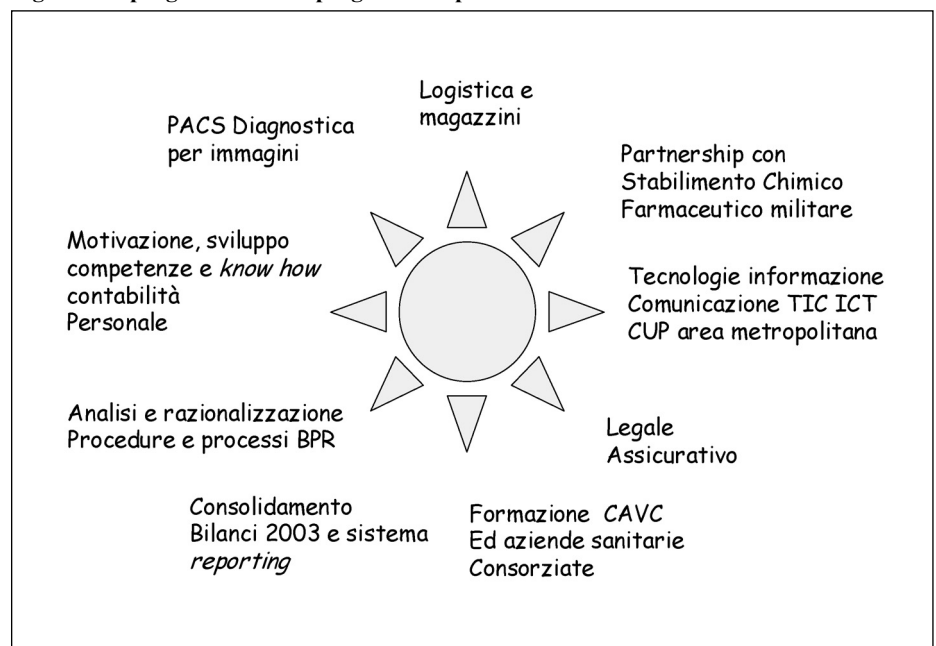 Logistica e
magazzini
PACS Diagnostica
per immagini
Partnership con
Stabilimento Chimico
Farmaceutico militare
Motivazione, sviluppo
competenze e know how
contabilità
Personale
Tecnologie informazione
Comunicazione TIC ICT
CUP area metropolitana
Analisi e razionalizzazione
Procedure e processi BPR
Legale
Assicurativo
Consolidamento
Bilanci 2003 e sistema
reporting
Formazione CAVC
Ed aziende sanitarie
Consorziate